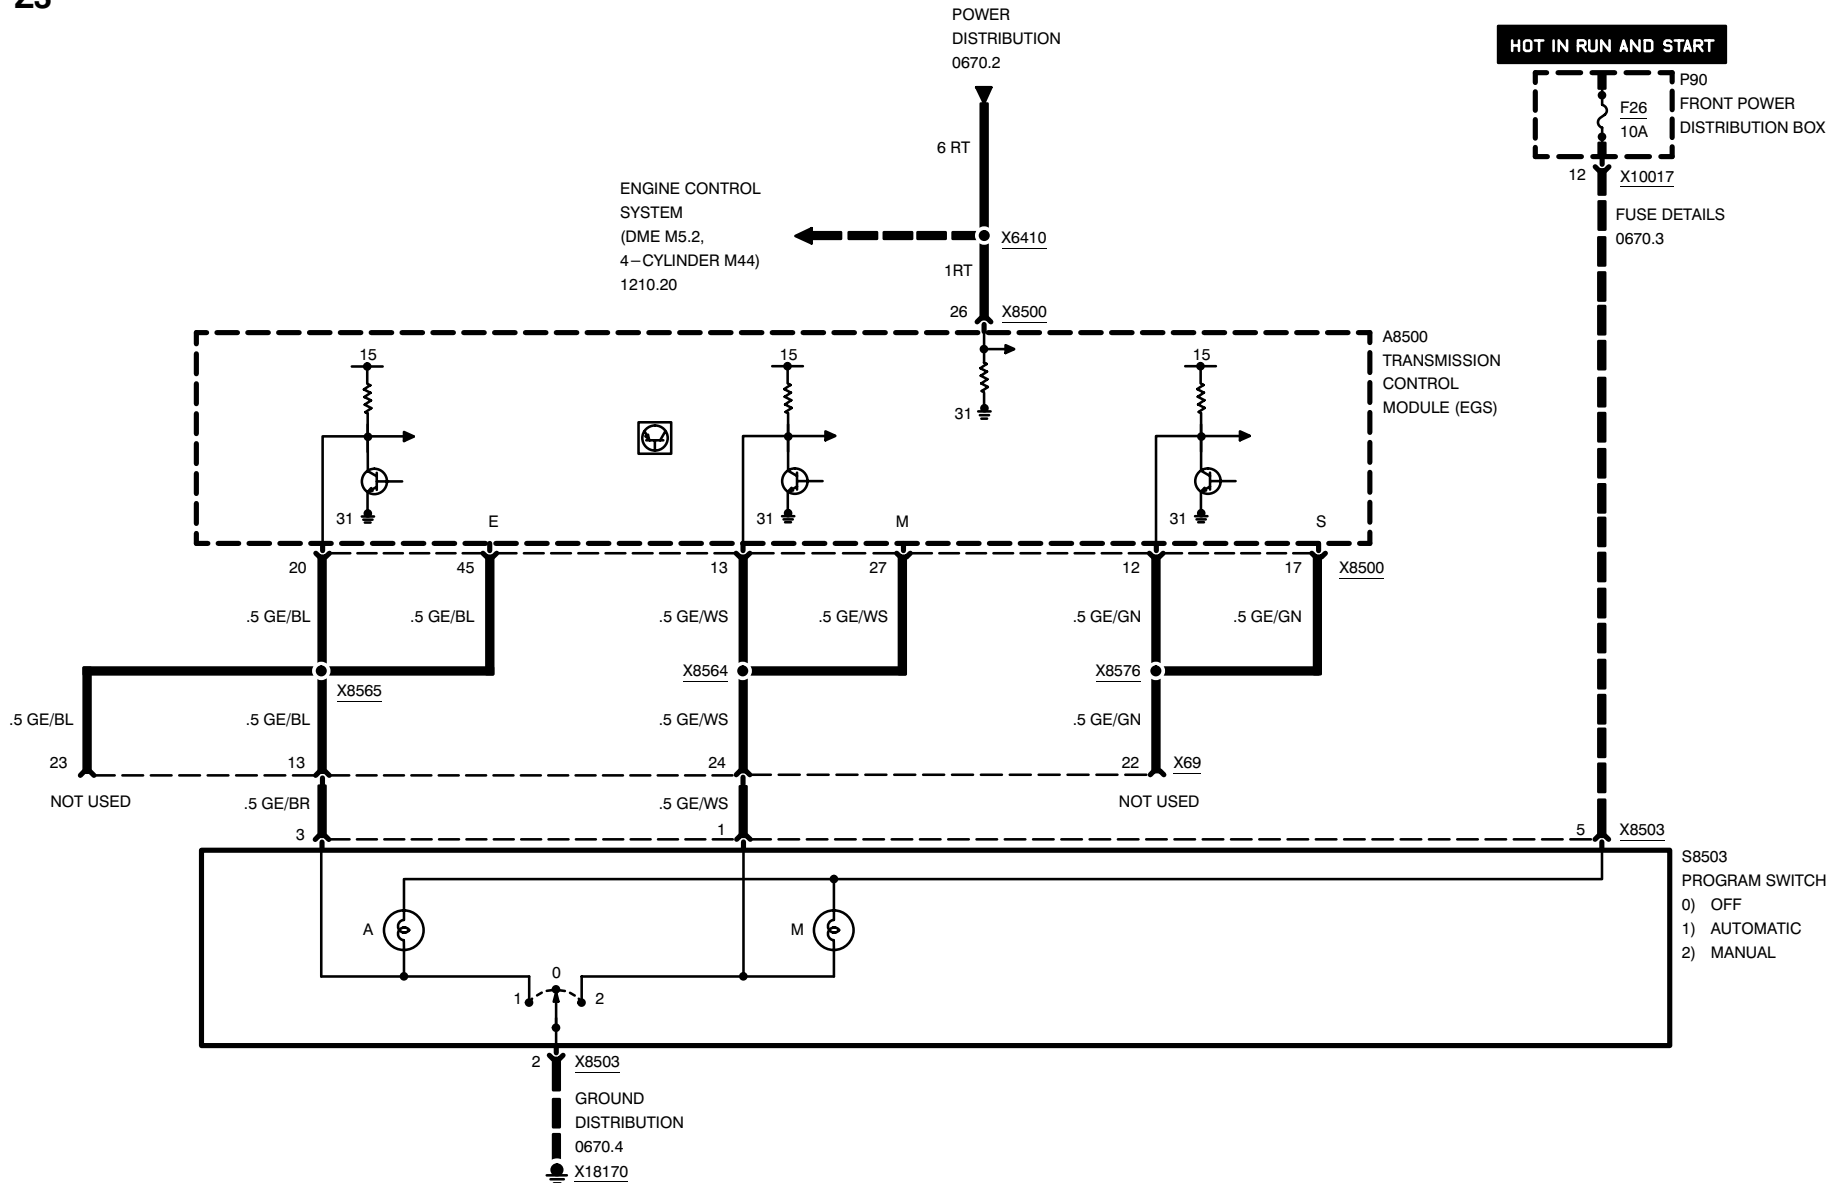 Z3
POWER
DISTRIBUTION
0670.2
HOT IN RUN AND START
P90
FRONT POWER
DISTRIBUTION BOX
F26
10A
12 X10017
FUSE DETAILS
0670.3
6 RT
ENGINE CONTROL
SYSTEM
(DME M5.2,
4–CYLINDER M44)
1210.20
X6410
1RT
26 X8500
A8500
TRANSMISSION
CONTROL
MODULE (EGS)
15 15 15
31
31 31 31
E M S
20 45 13 27 12 17 X8500
.5 GE/BL .5 GE/BL .5 GE/WS .5 GE/WS .5 GE/GN .5 GE/GN
X8565 X8564 X8576
.5 GE/BL .5 GE/BL .5 GE/WS .5 GE/GN
23 13 24 22 X69
NOT USED .5 GE/BR .5 GE/WS NOT USED
3 1 5 X8503
S8503
PROGRAM SWITCH
0) OFF
1) AUTOMATIC
2) MANUAL
A M
0
1 2
2 X8503
GROUND
DISTRIBUTION
0670.4
X18170